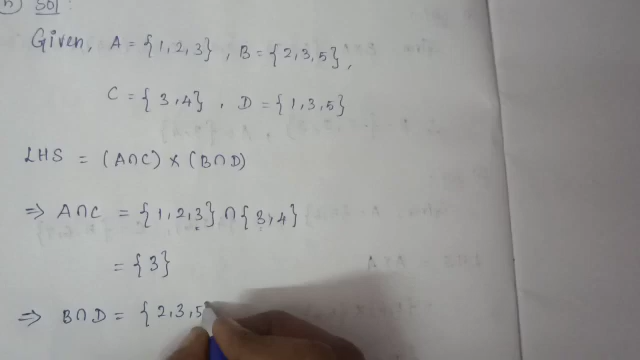 Sol :
Given, A = {1, 2, 3}, B = {2, 3, 5},
C = {3, 4}, D = {1, 3, 5}
LHS = (A∩C) × (B∩D)
⇒ A∩C = {1, 2, 3} ∩ {3, 4}
= {3}
⇒ B∩D = {2, 3, 5